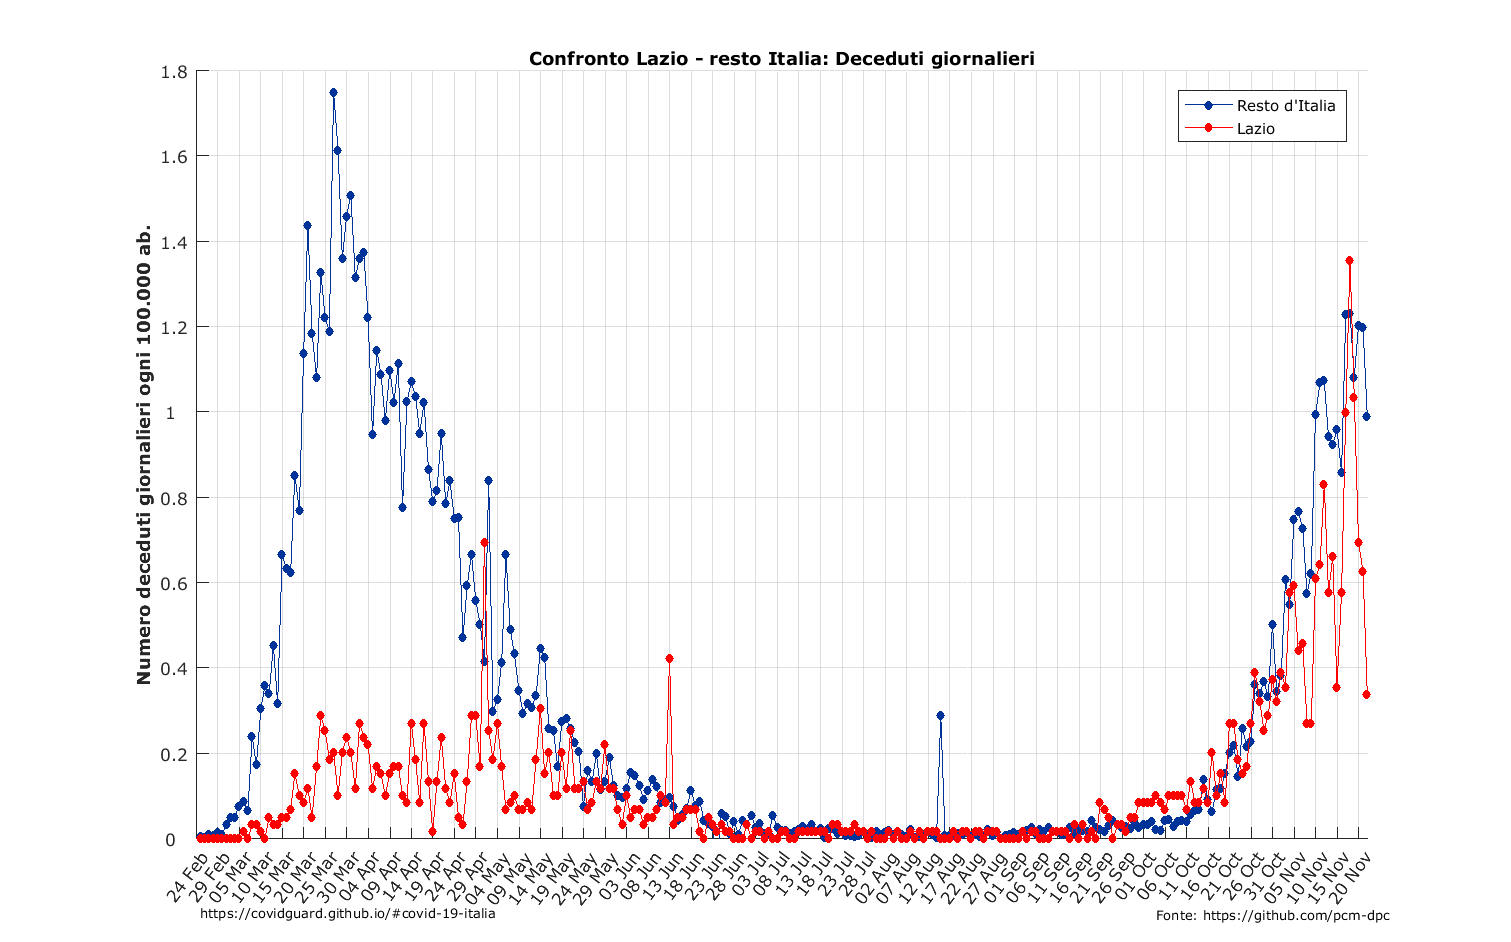 Confronto Lazio - resto Italia: Deceduti giornalieri
Resto d'Italia
Lazio
Numero deceduti giornalieri ogni 100.000 ab.
1.8
1.6
1.4
1.2
1
0.8
0.6
0.4
0.2
0
24 Feb
29 Feb
05 Mar
10 Mar
15 Mar
20 Mar
25 Mar
30 Mar
04 Apr
09 Apr
14 Apr
19 Apr
24 Apr
29 Apr
04 May
09 May
14 May
19 May
24 May
29 May
03 Jun
08 Jun
13 Jun
18 Jun
23 Jun
28 Jun
03 Jul
08 Jul
13 Jul
18 Jul
23 Jul
28 Jul
02 Aug
07 Aug
12 Aug
17 Aug
22 Aug
27 Aug
01 Sep
06 Sep
11 Sep
16 Sep
21 Sep
26 Sep
01 Oct
06 Oct
11 Oct
16 Oct
21 Oct
26 Oct
31 Oct
05 Nov
10 Nov
15 Nov
20 Nov
https://covidguard.github.io/#covid-19-italia
Fonte: https://github.com/pcm-dpc